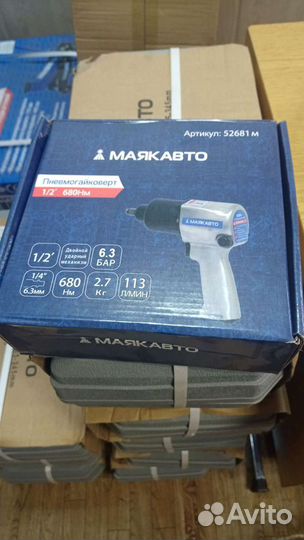 Артикул: 52681 м
МАЯКАВТО
Пневмогайковерт
1/2" 680Нм
1/2'
Двойной ударный механизм
6.3 БАР
1/4" 6.3мм
680 Нм
2.7 Кг
113 Л/МИН
МАЯКАВТО
Avito